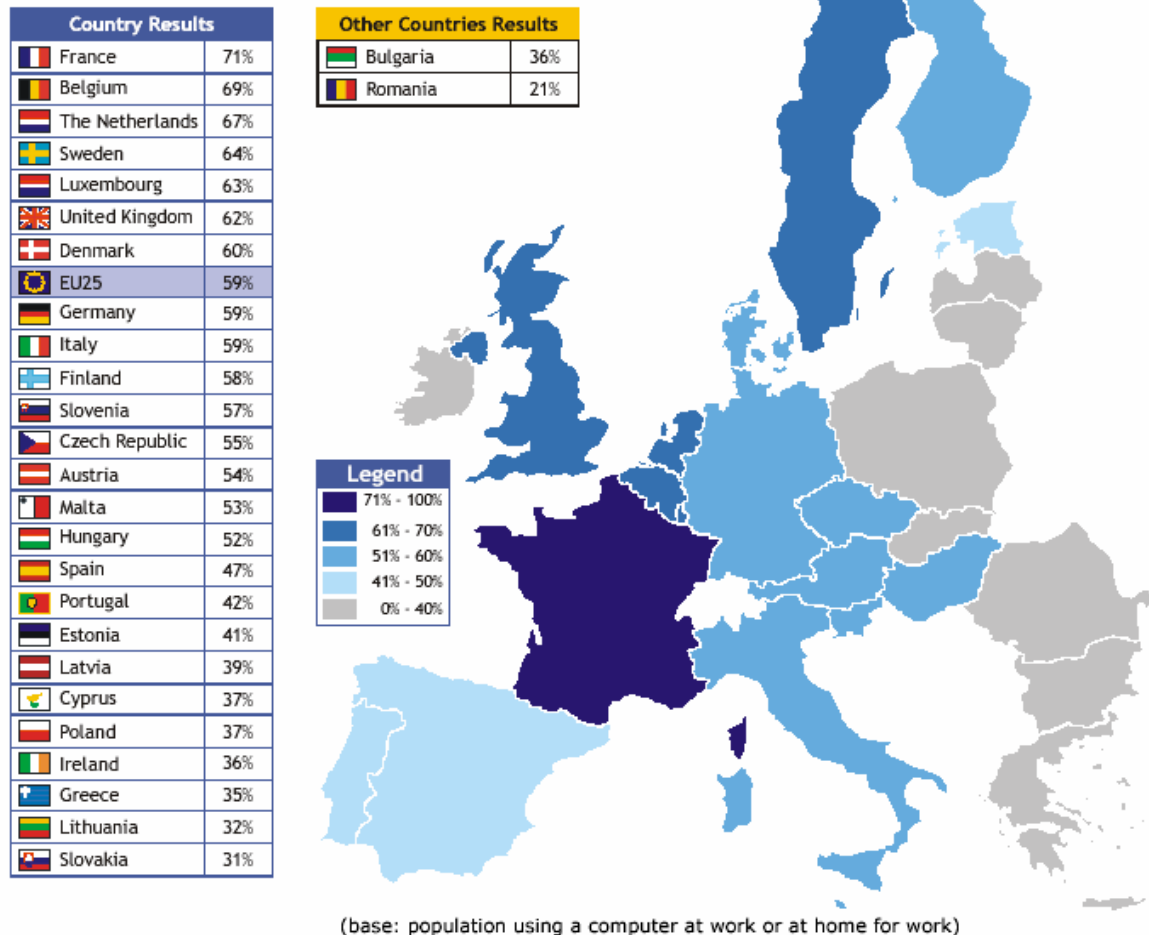 Country Results
France 71%
Belgium 69%
The Netherlands 67%
Sweden 64%
Luxembourg 63%
United Kingdom 62%
Denmark 60%
EU25 59%
Germany 59%
Italy 59%
Finland 58%
Slovenia 57%
Czech Republic 55%
Austria 54%
Malta 53%
Hungary 52%
Spain 47%
Portugal 42%
Estonia 41%
Latvia 39%
Cyprus 37%
Poland 37%
Ireland 36%
Greece 35%
Lithuania 32%
Slovakia 31%
Other Countries Results
Bulgaria 36%
Romania 21%
Legend
71% - 100%
61% - 70%
51% - 60%
41% - 50%
0% - 40%
(base: population using a computer at work or at home for work)